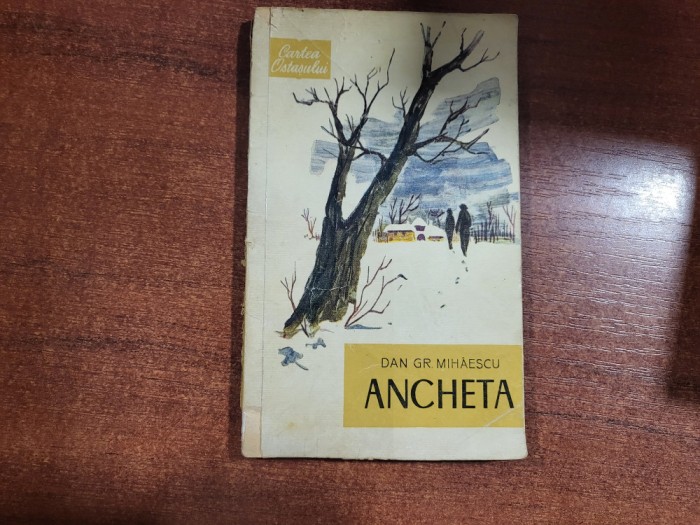 Cartea
Ostașului
DAN GR. MIHĂESCU
ANCHETA